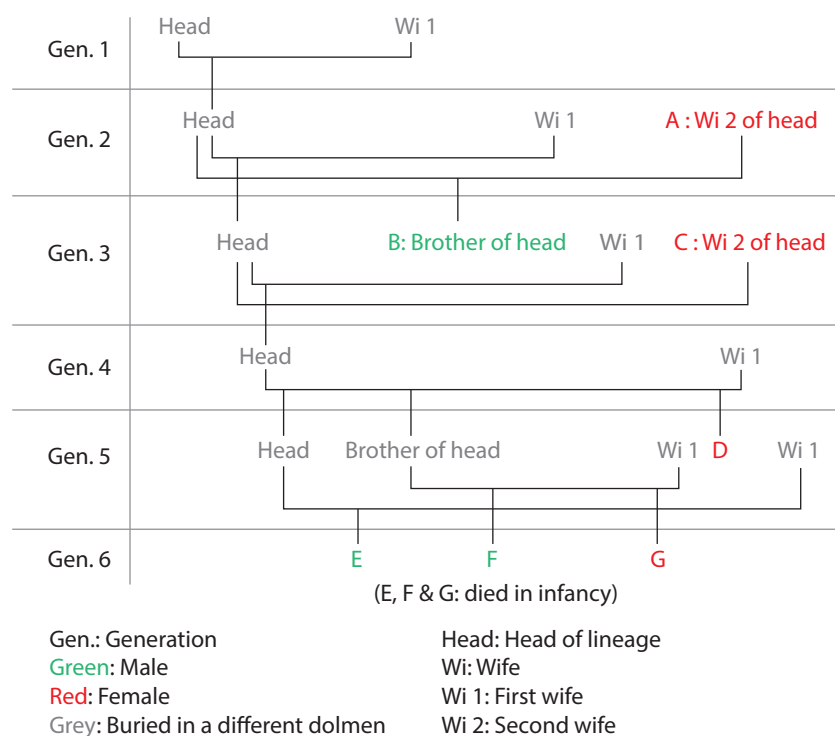 Gen. 1 Head Wi 1
Gen. 2 Head Wi 1 A : Wi 2 of head
Gen. 3 Head B: Brother of head Wi 1 C : Wi 2 of head
Gen. 4 Head Wi 1
Gen. 5 Head Brother of head Wi 1 D Wi 1
Gen. 6 E F G
(E, F & G: died in infancy)
Gen.: Generation
Green: Male
Red: Female
Grey: Buried in a different dolmen
Head: Head of lineage
Wi: Wife
Wi 1: First wife
Wi 2: Second wife